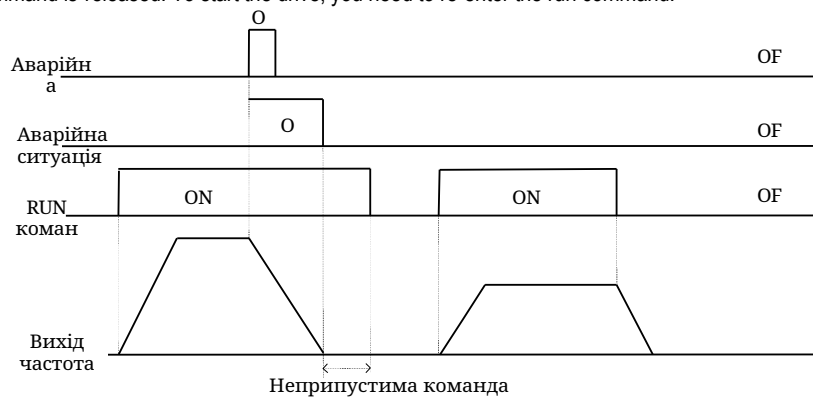 mmand is released. To start the drive, you need to re-enter the run command.
O
Аварійн
а
OF
Аварійна
ситуація
O
OF
RUN
коман
ON
ON
OF
Вихід
частота
Неприпустима команда